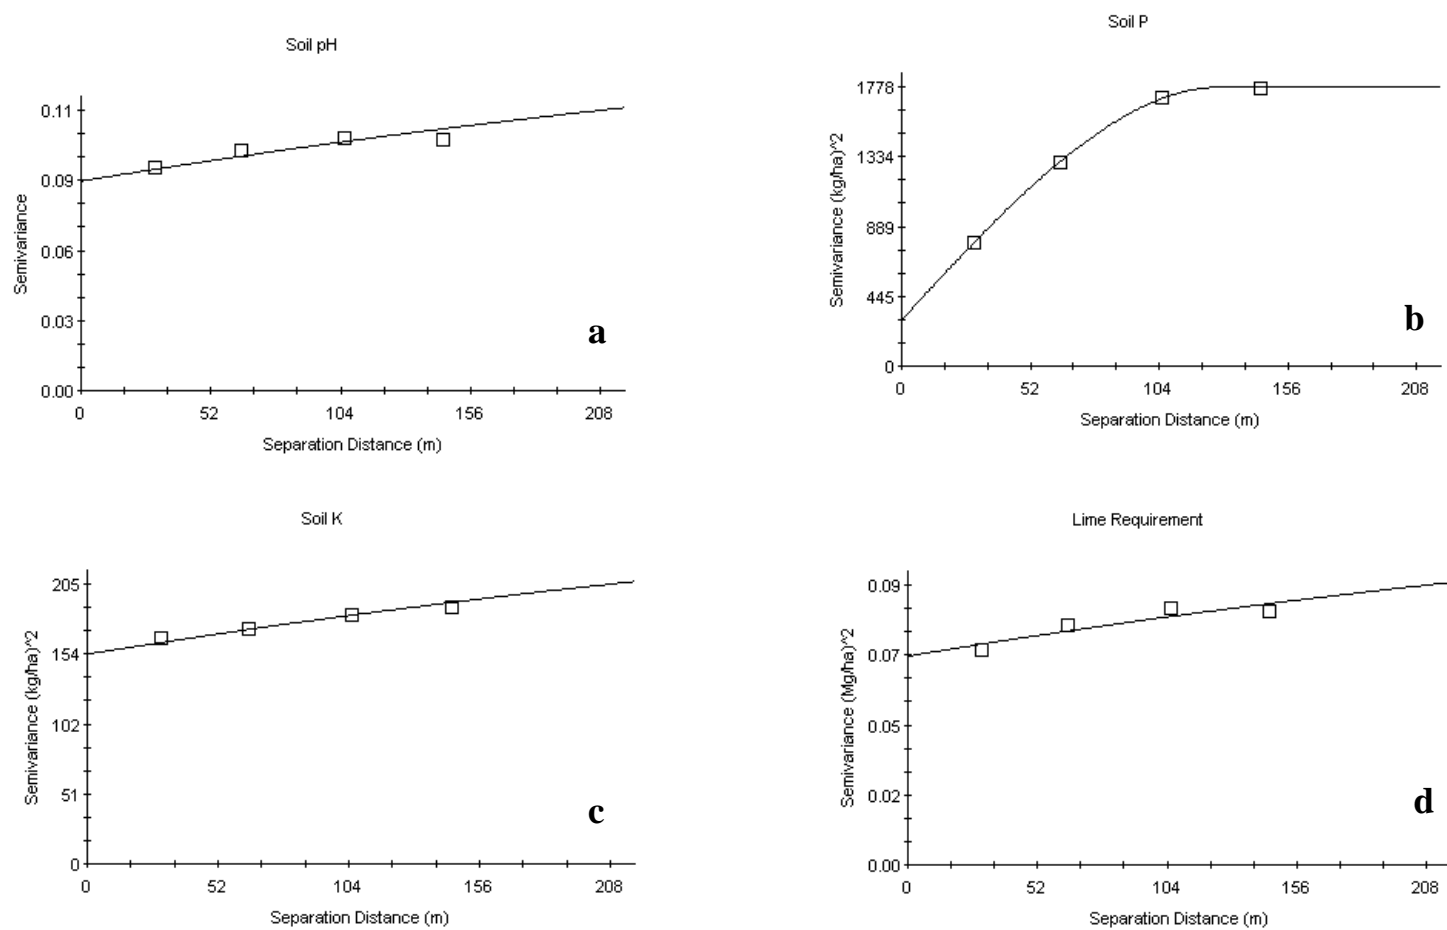 Soil pH
Semivariance
0.11
0.09
0.06
0.03
0.00
0 52 104 156 208
Separation Distance (m)
a
Soil P
Semivariance (kg/ha)^2
1778
1334
889
445
0
0 52 104 156 208
Separation Distance (m)
b
Soil K
Semivariance (kg/ha)^2
205
154
102
51
0
0 52 104 156 208
Separation Distance (m)
c
Lime Requirement
Semivariance (Mg/ha)^2
0.09
0.07
0.05
0.02
0.00
0 52 104 156 208
Separation Distance (m)
d